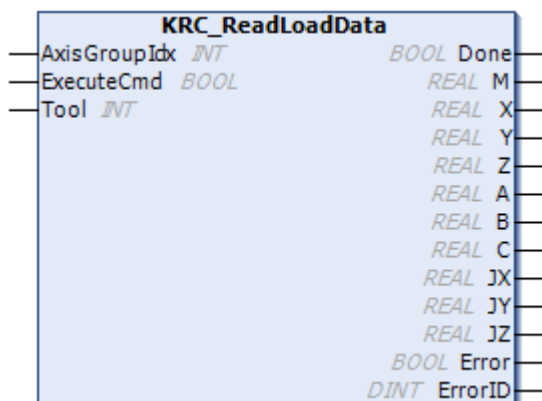 KRC_ReadLoadData
AxisGroupIdx INT BOOL Done
ExecuteCmd BOOL REAL M
Tool INT REAL X
REAL Y
REAL Z
REAL A
REAL B
REAL C
REAL JX
REAL JY
REAL JZ
BOOL Error
DINT ErrorID